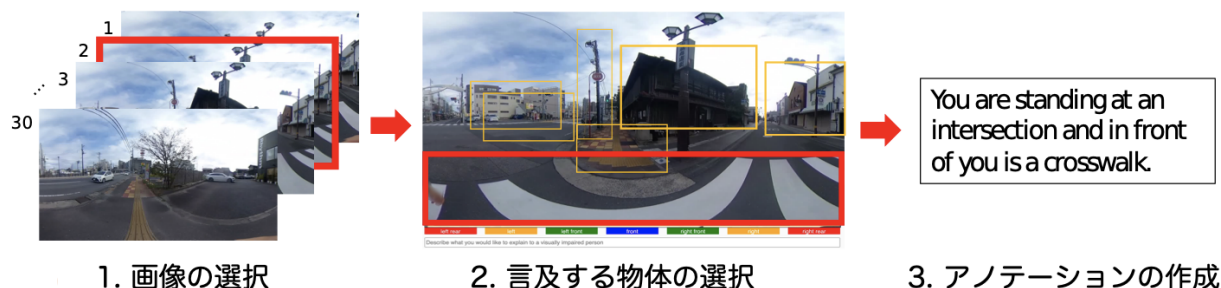 1
2
3
...
30
left rear
left
left front
front
right front
right
right rear
Describe what you would like to explain to a visually impaired person
You are standing at an
intersection and in front
of you is a crosswalk.
1. 画像の選択
2. 言及する物体の選択
3. アノテーションの作成